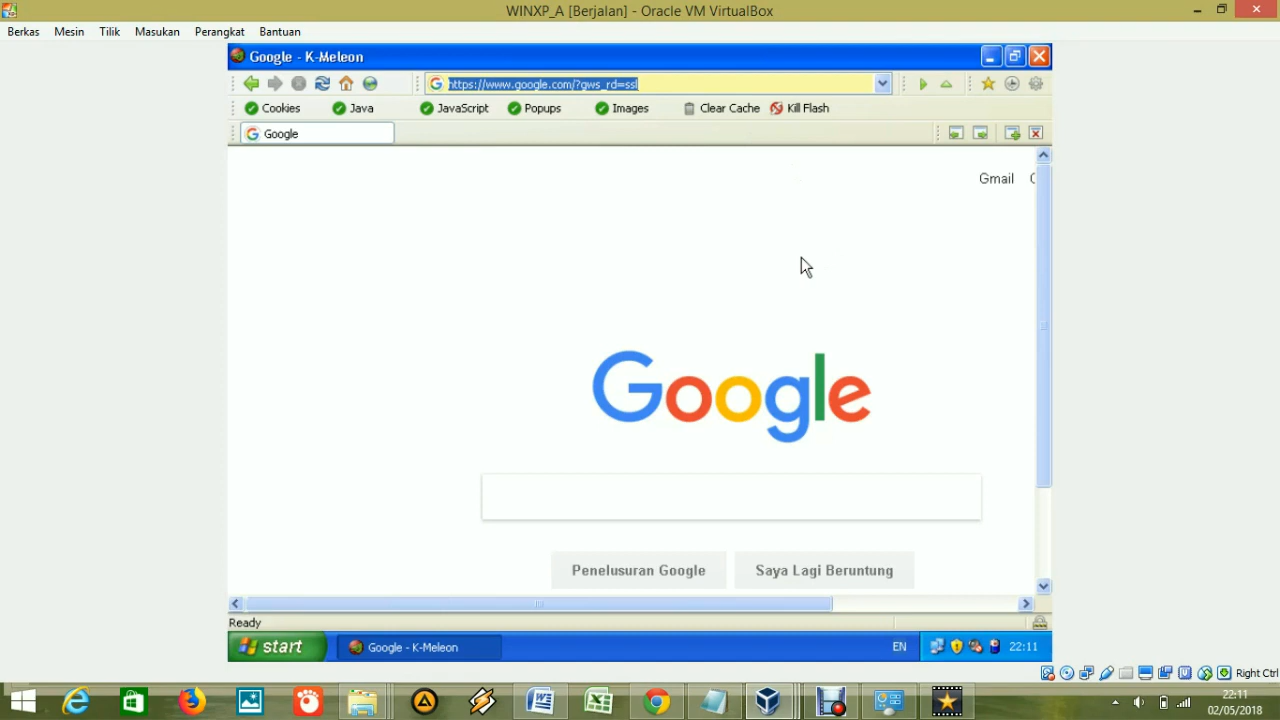 WINXP_A [Berjalan] - Oracle VM VirtualBox
Berkas Mesin Tilik Masukan Perangkat Bantuan
Google - K-Meleon
https://www.google.com/?gws_rd=ssl
Cookies Java JavaScript Popups Images Clear Cache Kill Flash
Google
Gmail
Google
Penelusuran Google Saya Lagi Beruntung
Ready
start Google - K-Meleon EN 22:11
Right Ctrl
22:11
02/05/2018